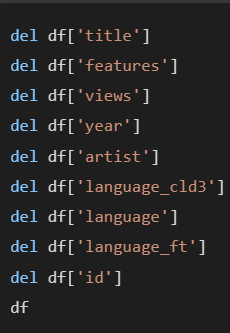 del df['title']
del df['features']
del df['views']
del df['year']
del df['artist']
del df['language_cld3']
del df['language']
del df['language_ft']
del df['id']
df